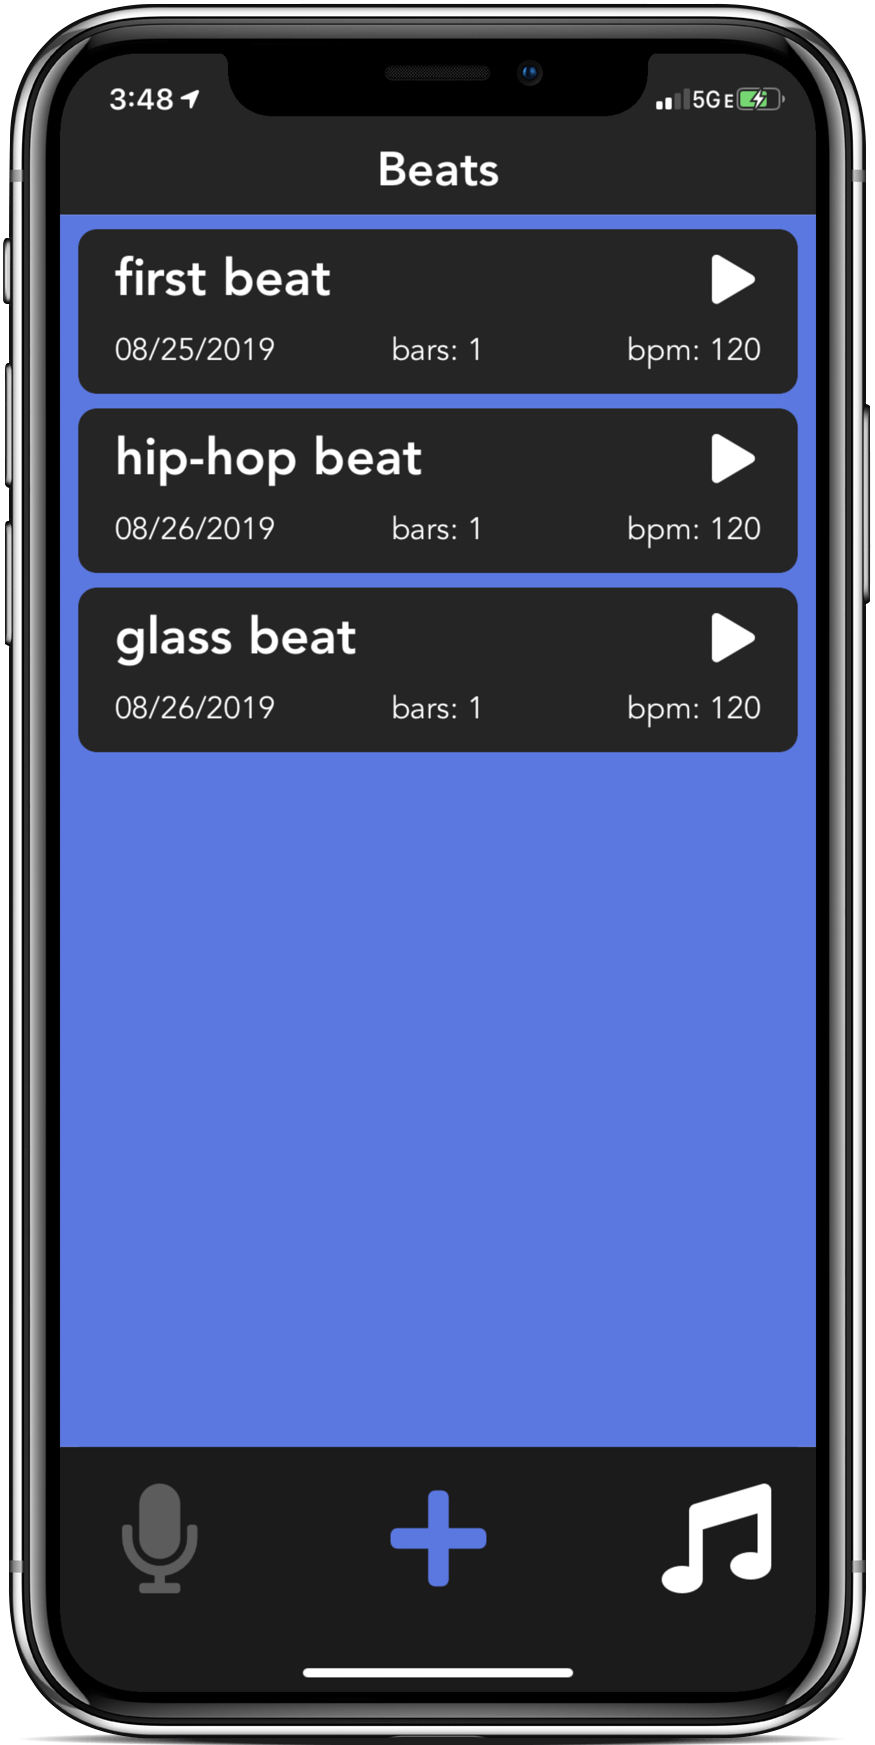 3:48 5GE
Beats
first beat
08/25/2019 bars: 1 bpm: 120
hip-hop beat
08/26/2019 bars: 1 bpm: 120
glass beat
08/26/2019 bars: 1 bpm: 120